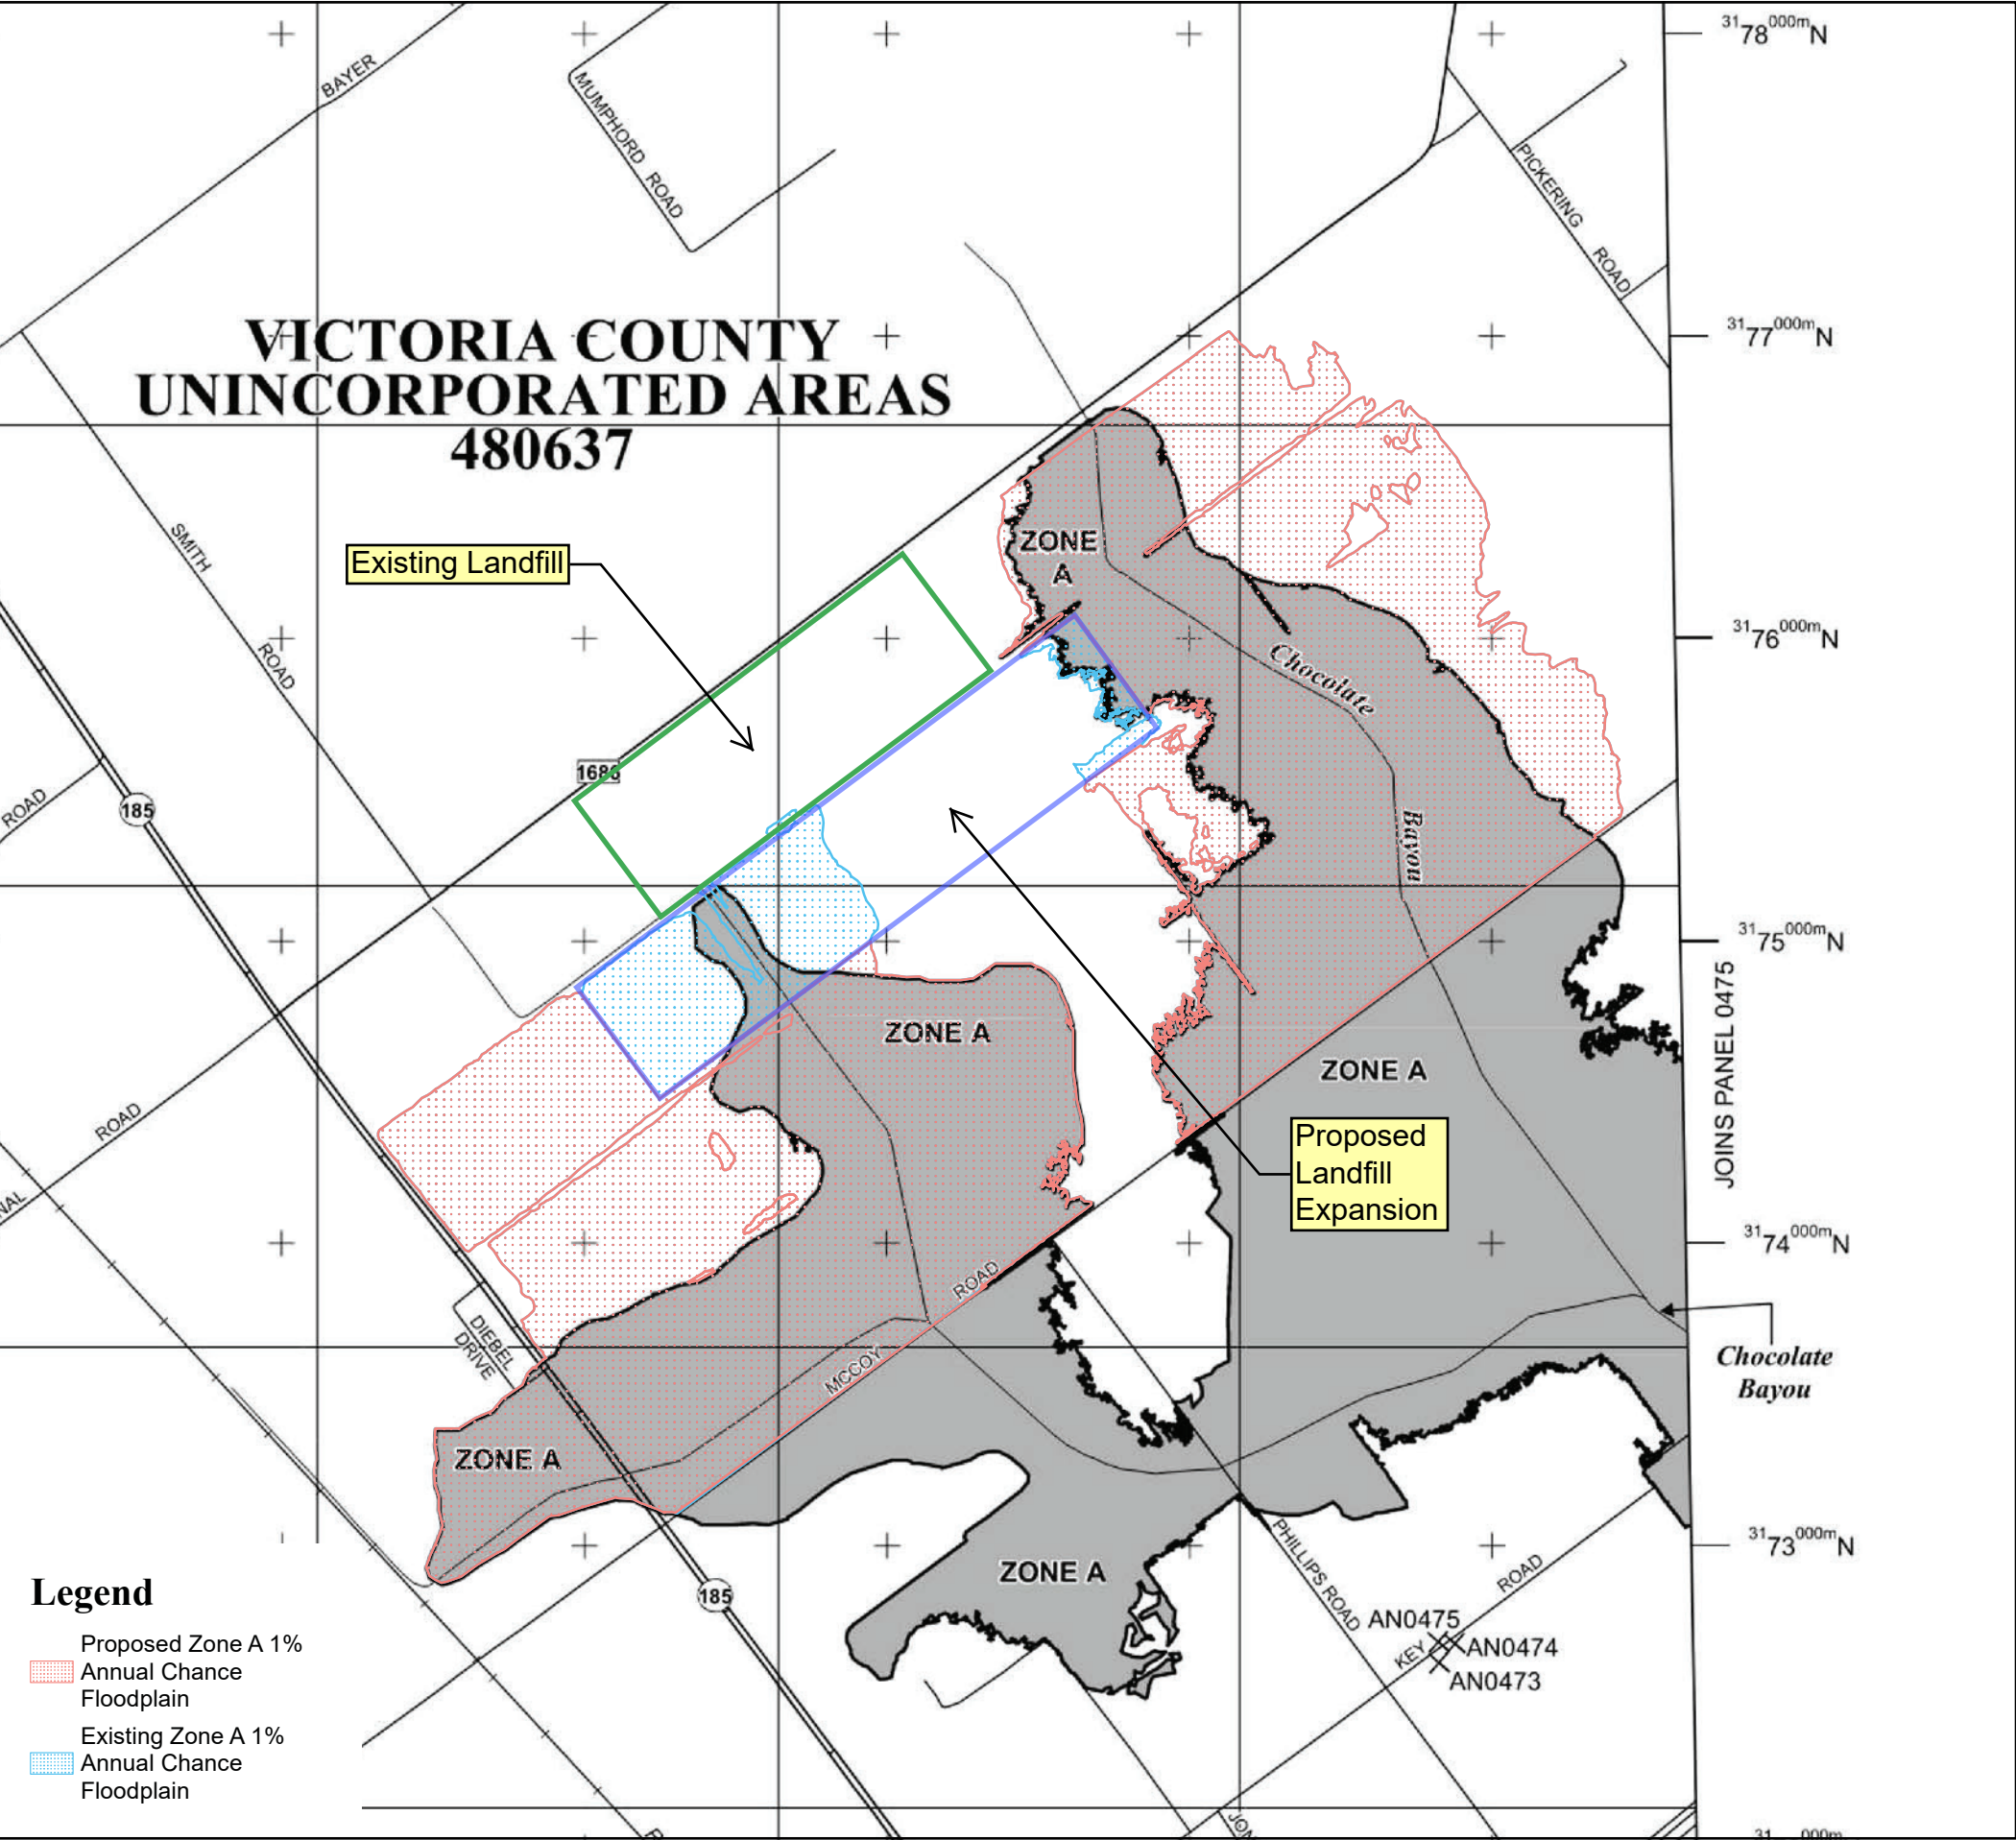 3178000mN
BAYER
MUMPHORD ROAD
PICKERING ROAD
VICTORIA COUNTY
UNINCORPORATED AREAS
480637
3177000mN
SMITH ROAD
Existing Landfill
ZONE
A
3176000mN
Chocolate Bayou
1686
ROAD
185
3175000mN
JOINS PANEL 0475
ZONE A
ZONE A
ROAD
Proposed
Landfill
Expansion
NAL
3174000mN
MCCOY ROAD
DIEBEL
DRIVE
Chocolate
Bayou
ZONE A
ZONE A
3173000mN
185
PHILLIPS ROAD
KEY ROAD
AN0475
AN0474
AN0473
Legend
Proposed Zone A 1%
Annual Chance
Floodplain
Existing Zone A 1%
Annual Chance
Floodplain